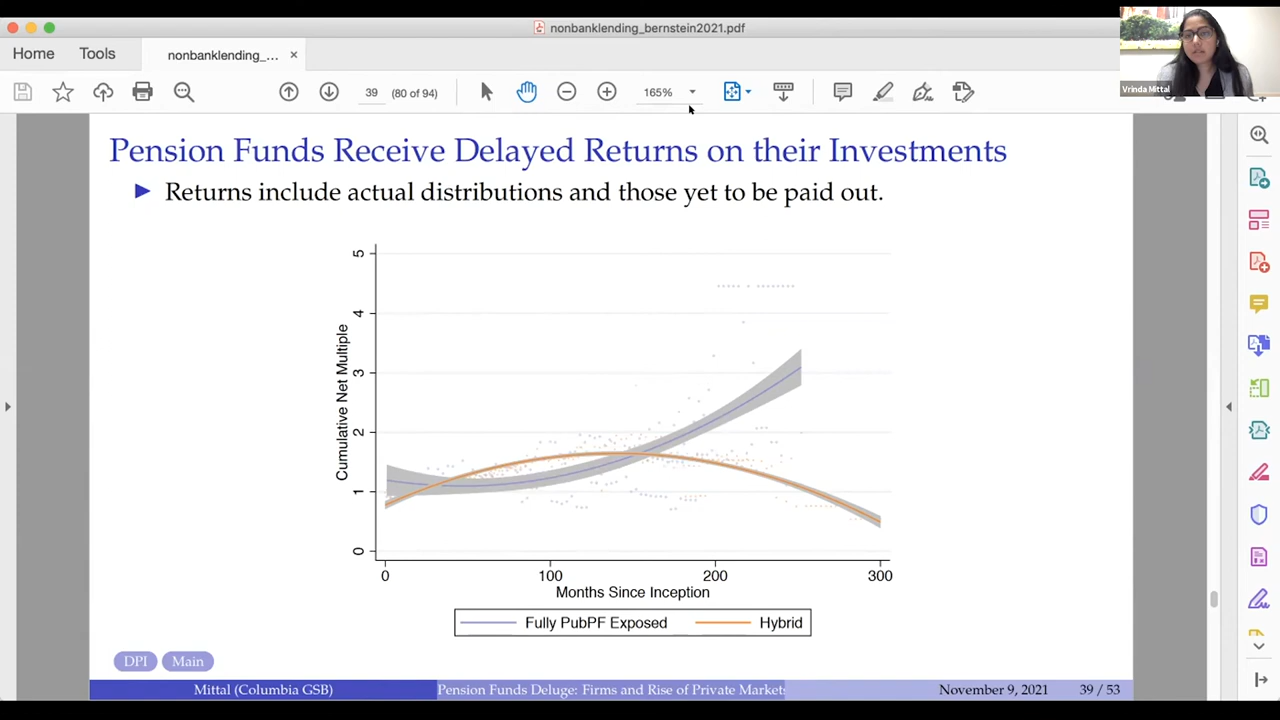 nonbanklending_bernstein2021.pdf
Home
Tools
nonbanklending_...
39
(80 of 94)
165%
Vrinda Mittal
Pension Funds Receive Delayed Returns on their Investments
Returns include actual distributions and those yet to be paid out.
Cumulative Net Multiple
5
4
3
2
1
0
0
100
200
300
Months Since Inception
Fully PubPF Exposed
Hybrid
DPI
Main
Mittal (Columbia GSB)
Pension Funds Deluge: Firms and Rise of Private Markets
November 9, 2021
39 / 53